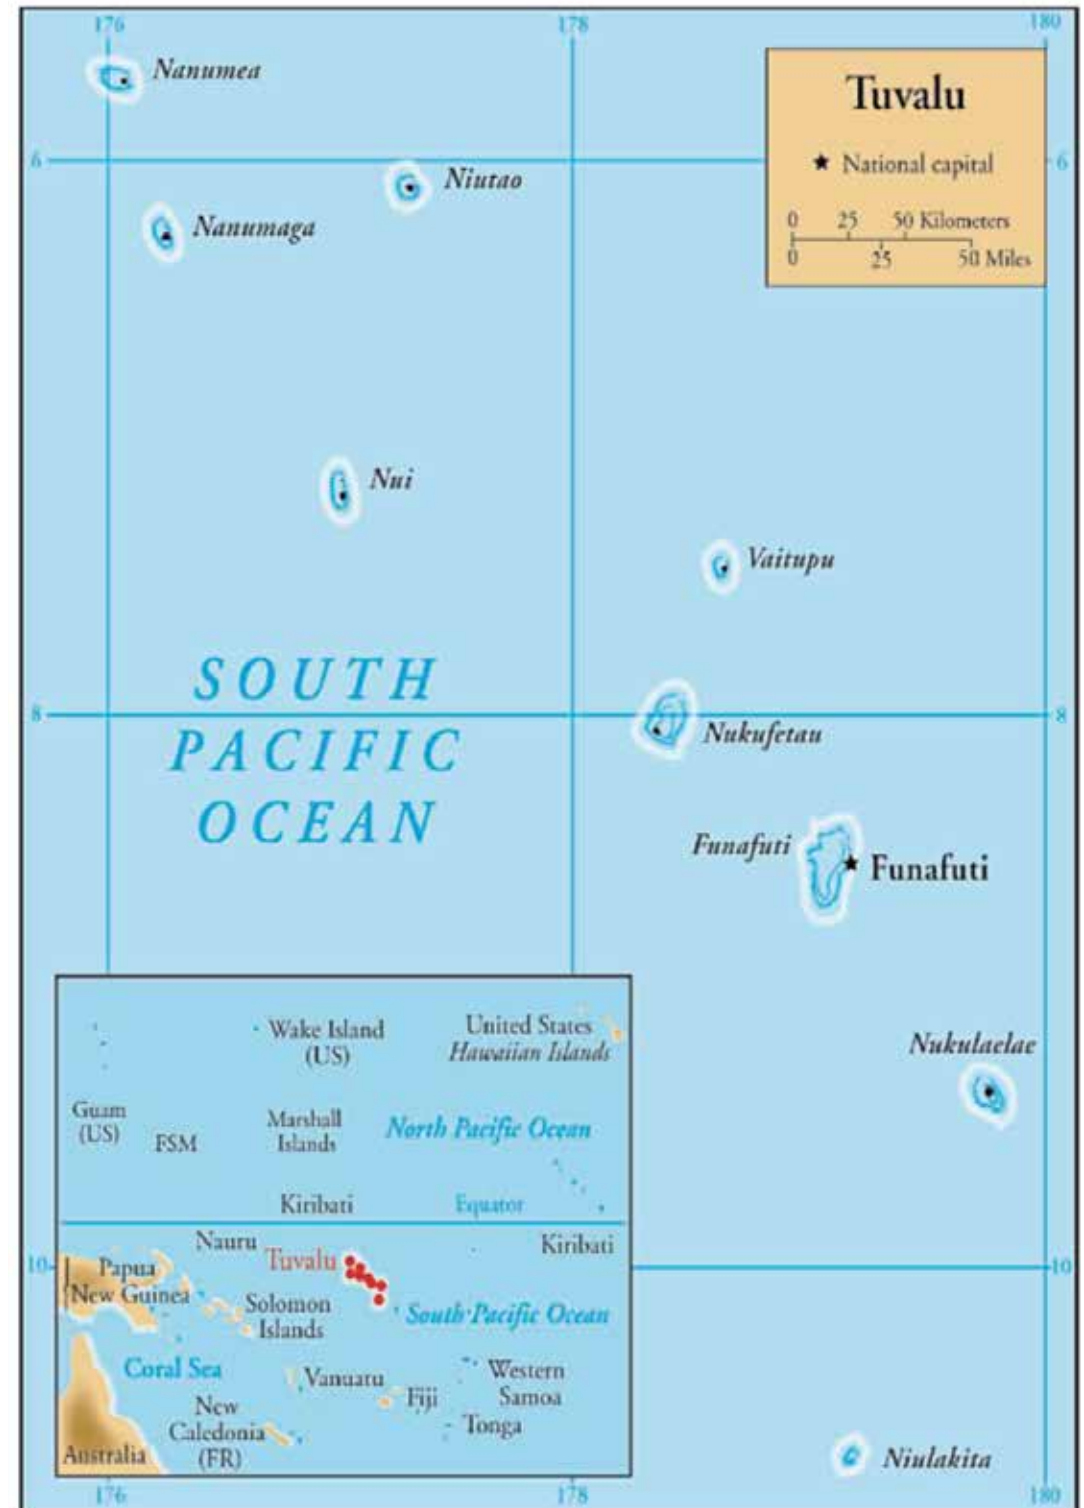 176
178
180
Nanumea
Tuvalu
National capital
6
6
Niutao
Nanumaga
0 25 50 Kilometers
0 25 50 Miles
Nui
Vaitupu
SOUTH
PACIFIC
OCEAN
8
8
Nukufetau
Funafuti
Funafuti
Nukulaelae
Wake Island
(US)
United States
Hawaiian Islands
Guam
(US)
FSM
Marshall
Islands
North Pacific Ocean
Kiribati
Equator
Nauru
Kiribati
Tuvalu
10
10
Papua
New Guinea
Solomon
Islands
South Pacific Ocean
Coral Sea
Vanuatu
Fiji
Western
Samoa
New
Caledonia
(FR)
Tonga
Australia
Niulakita
176
178
180